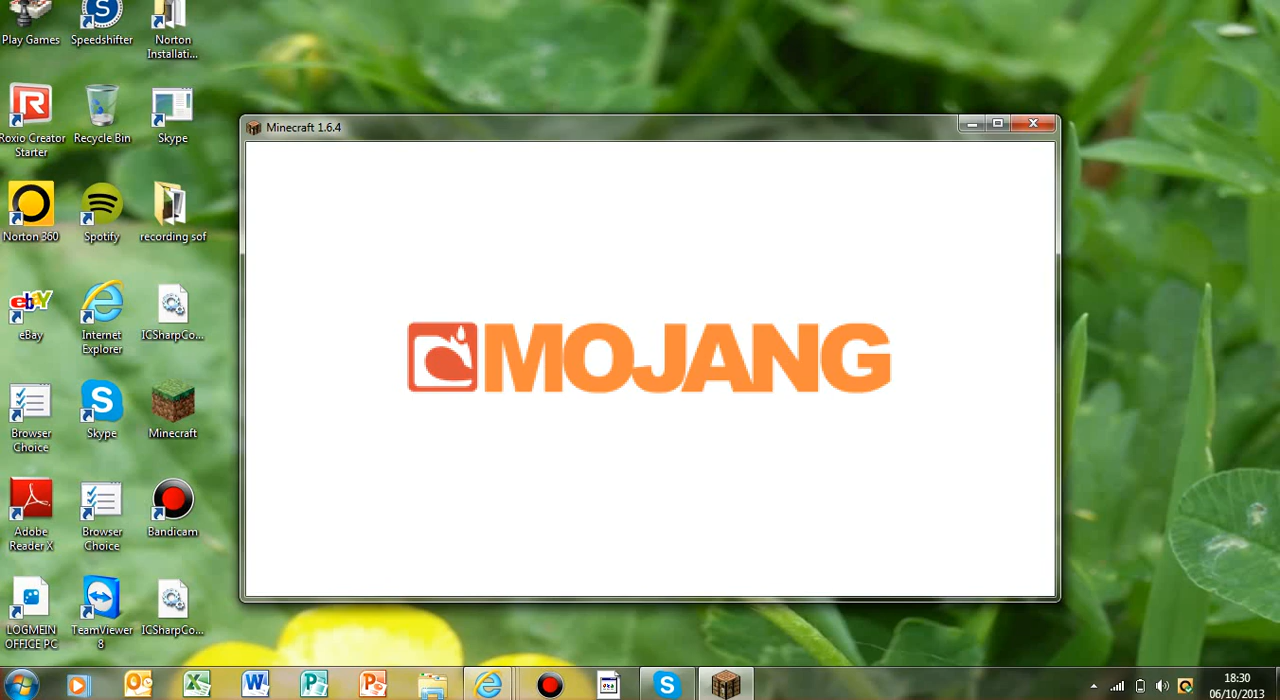 Play Games
Speedshifter
Norton
Installati...
Roxio Creator
Starter
Recycle Bin
Skype
Norton 360
Spotify
recording sof
eBay
Internet
Explorer
ICSharpCo...
Browser
Choice
Skype
Minecraft
Adobe
Reader X
Browser
Choice
Bandicam
LOGMEIN
OFFICE PC
TeamViewer
8
ICSharpCo...
Minecraft 1.6.4
MOJANG
18:30
06/10/2013